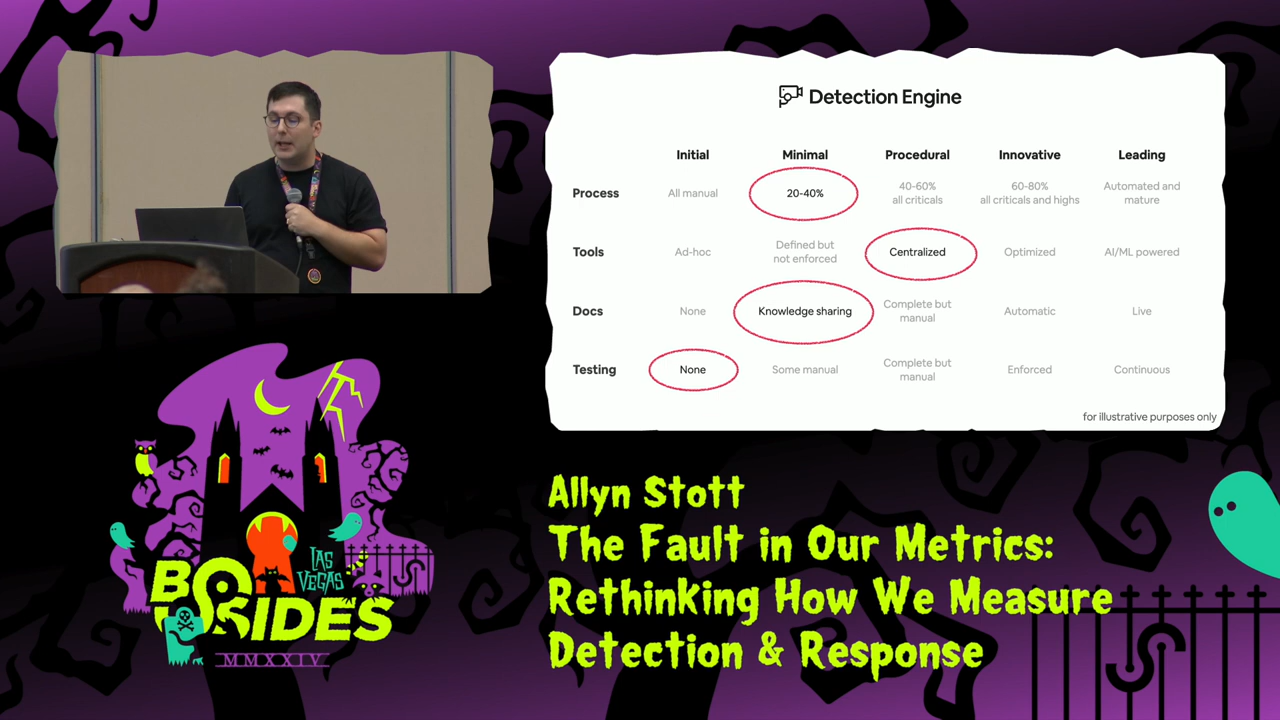 Detection Engine
Initial Minimal Procedural Innovative Leading
Process All manual 20-40% 40-60% all criticals 60-80% all criticals and highs Automated and mature
Tools Ad-hoc Defined but not enforced Centralized Optimized AI/ML powered
Docs None Knowledge sharing Complete but manual Automatic Live
Testing None Some manual Complete but manual Enforced Continuous
for illustrative purposes only
LAS
VEGAS
BSIDES
MMXXIV
Allyn Stott
The Fault in Our Metrics:
Rethinking How We Measure
Detection & Response